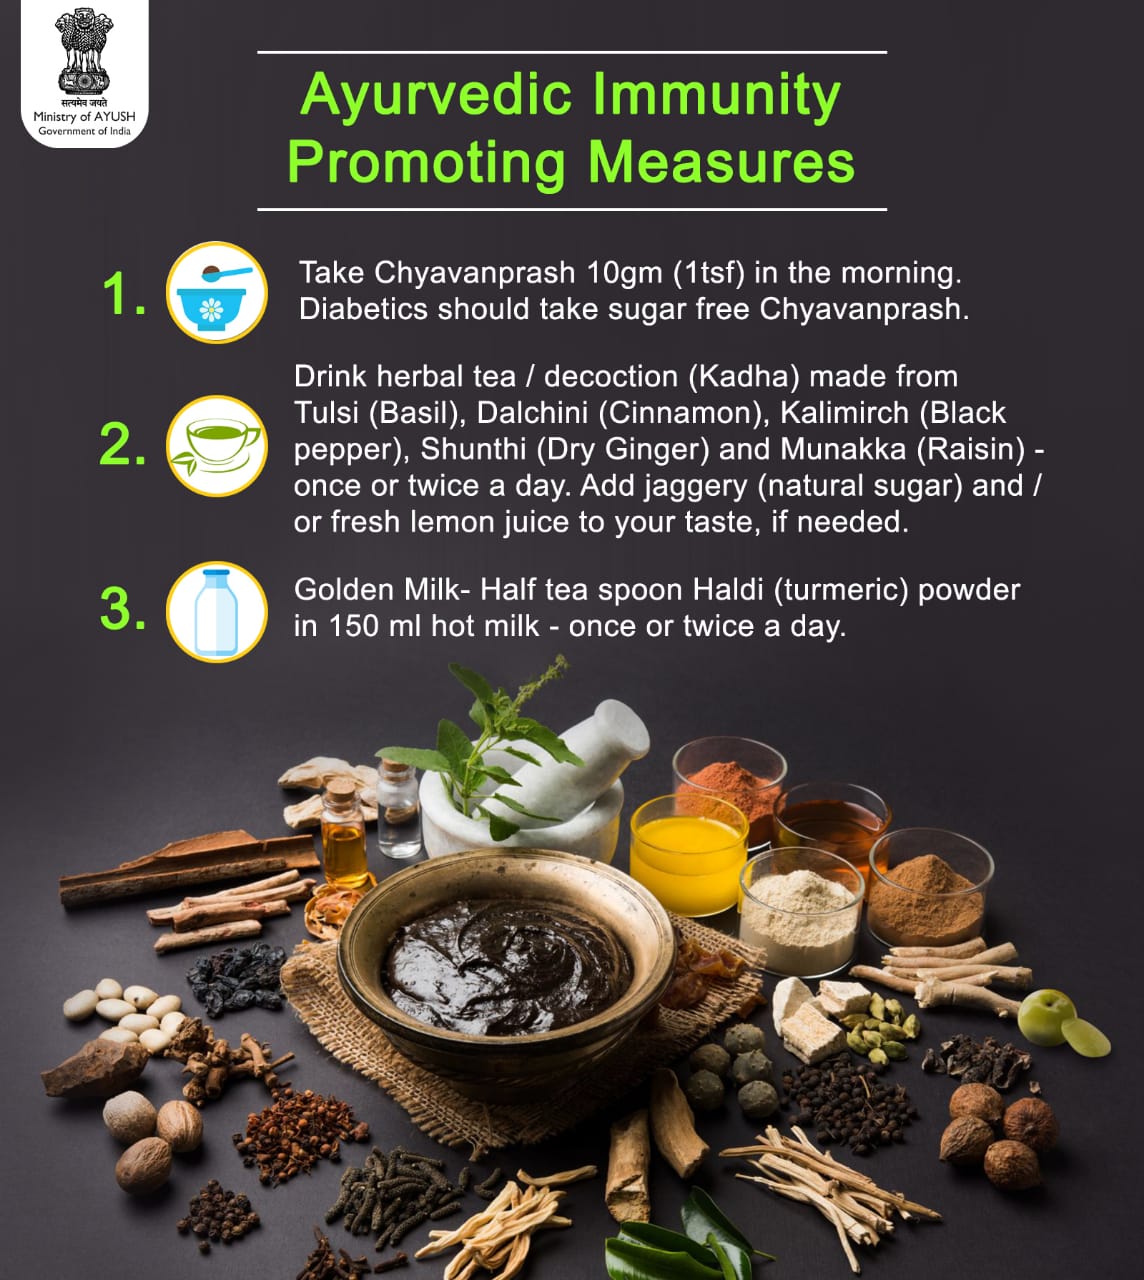 सत्यमेव जयते
Ministry of AYUSH
Government of India
Ayurvedic Immunity
Promoting Measures
1.
Take Chyavanprash 10gm (1tsf) in the morning.
Diabetics should take sugar free Chyavanprash.
2.
Drink herbal tea / decoction (Kadha) made from
Tulsi (Basil), Dalchini (Cinnamon), Kalimirch (Black
pepper), Shunthi (Dry Ginger) and Munakka (Raisin) -
once or twice a day. Add jaggery (natural sugar) and /
or fresh lemon juice to your taste, if needed.
3.
Golden Milk- Half tea spoon Haldi (turmeric) powder
in 150 ml hot milk - once or twice a day.